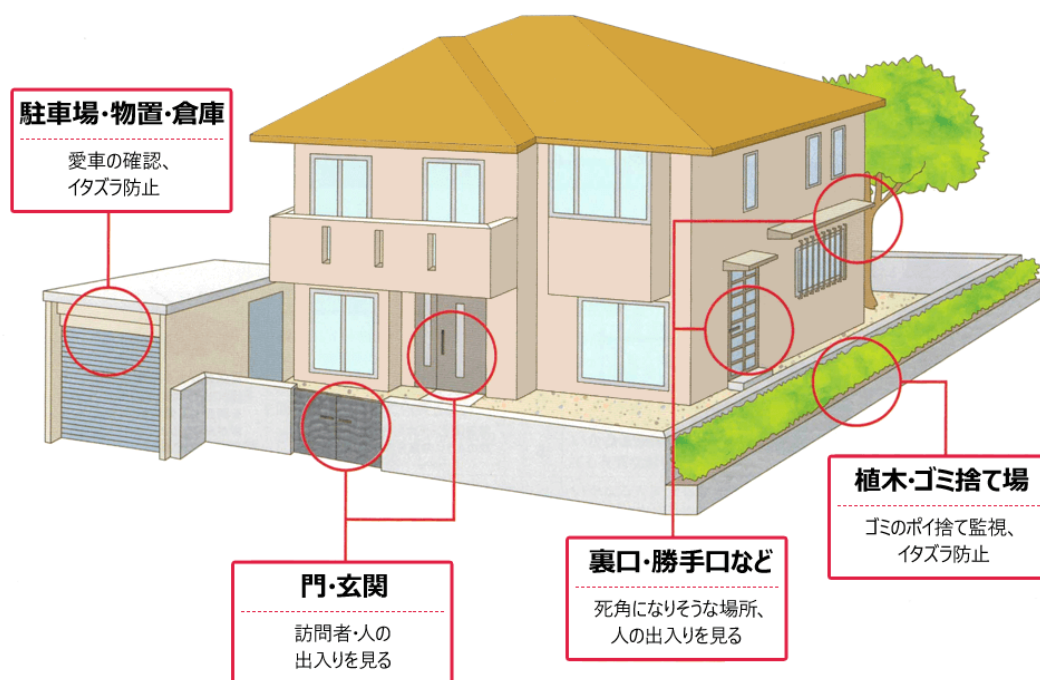 駐車場・物置・倉庫
愛車の確認、
イタズラ防止
門・玄関
訪問者・人の
出入りを見る
裏口・勝手口など
死角になりそうな場所、
人の出入りを見る
植木・ゴミ捨て場
ゴミのポイ捨て監視、
イタズラ防止